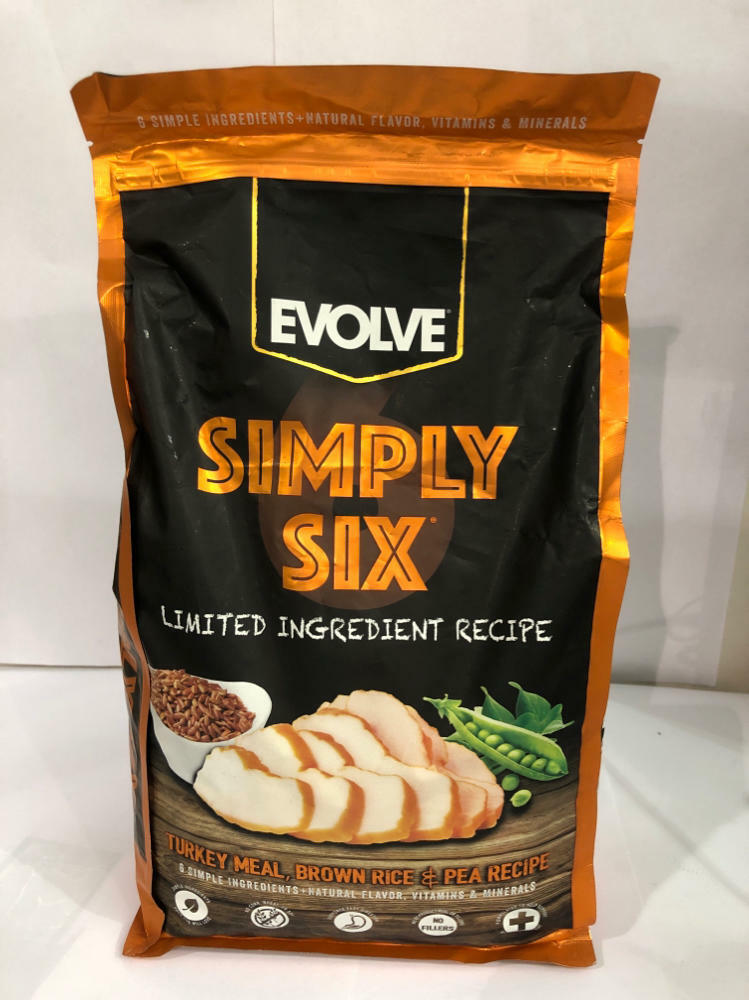 6 SIMPLE INGREDIENTS+NATURAL FLAVOR, VITAMINS & MINERALS
EVOLVE®
SIMPLY
SIX®
6
LIMITED INGREDIENT RECIPE
TURKEY MEAL, BROWN RICE & PEA RECIPE
6 SIMPLE INGREDIENTS+NATURAL FLAVOR, VITAMINS & MINERALS
NO
FILLERS